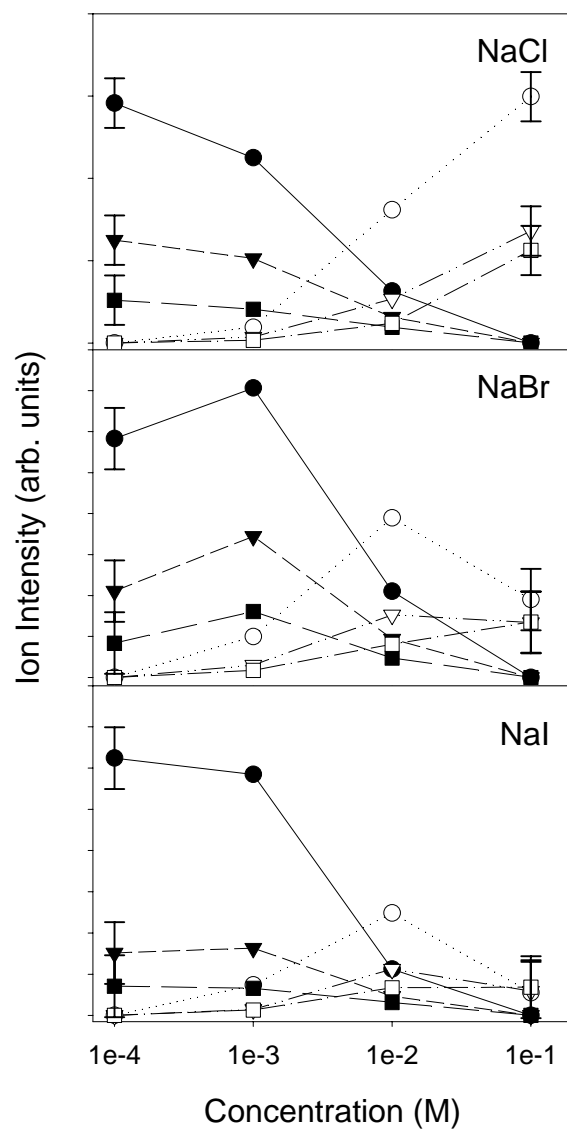 NaCl
NaBr
NaI
Ion Intensity (arb. units)
1e-4 1e-3 1e-2 1e-1
Concentration (M)